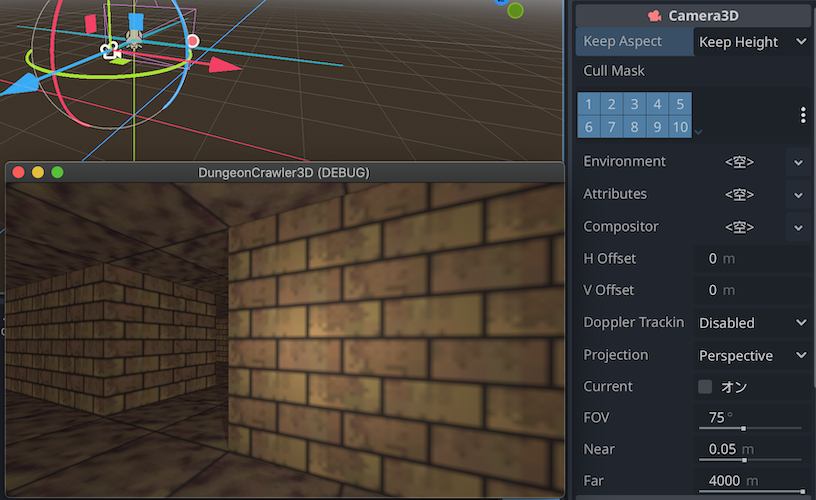 Camera3D
Keep Aspect Keep Height
Cull Mask
1 2 3 4 5
6 7 8 9 10
Environment <空>
Attributes <空>
Compositor <空>
H Offset 0 m
V Offset 0 m
Doppler Trackin Disabled
Projection Perspective
Current オン
FOV 75 °
Near 0.05 m
Far 4000 m
DungeonCrawler3D (DEBUG)